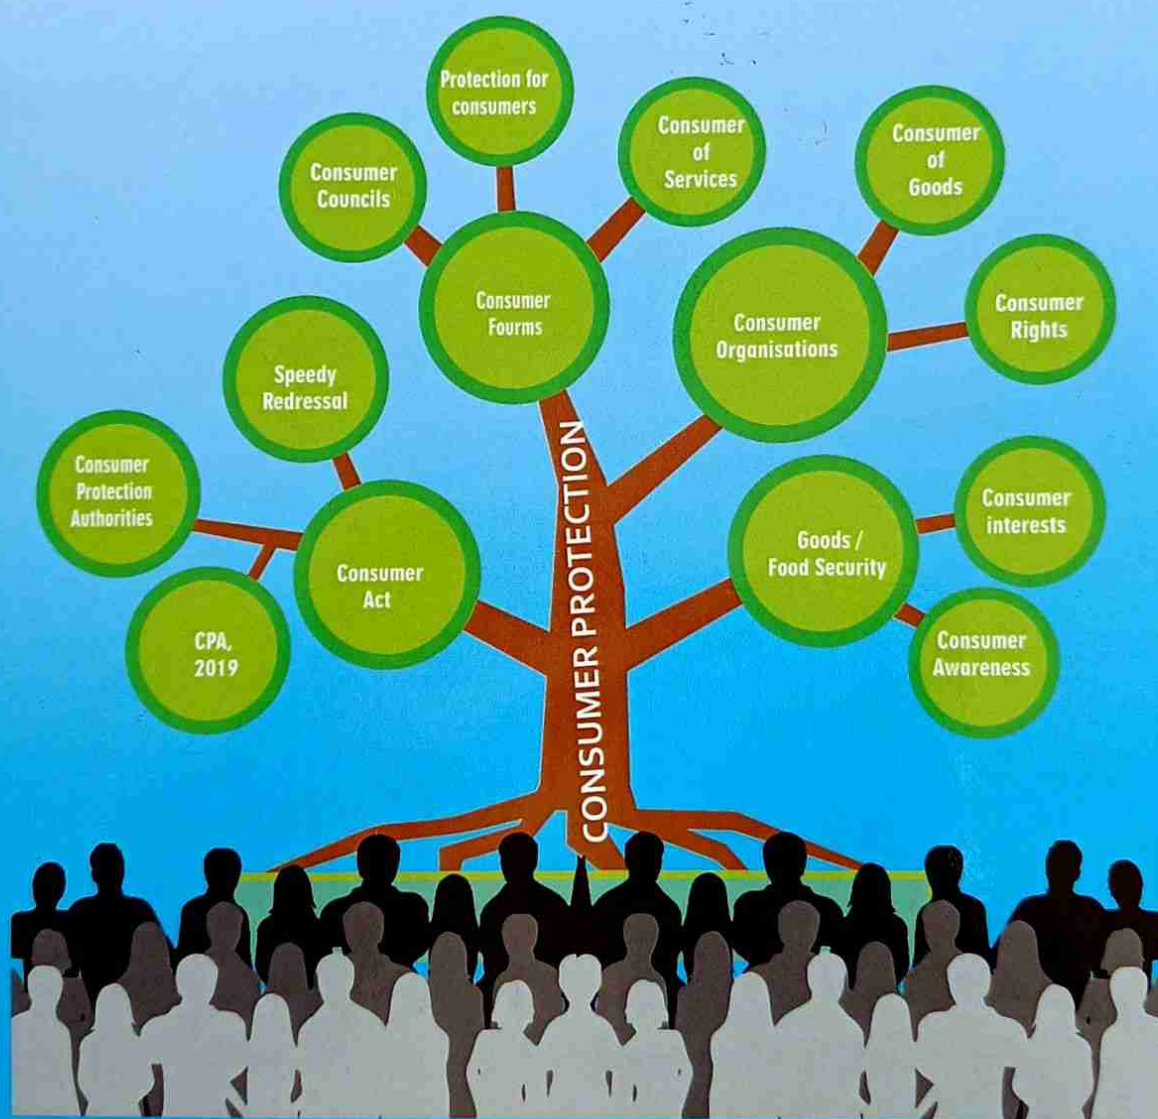 Protection for
consumers
Consumer
of
Services
Consumer
of
Goods
Consumer
Councils
Consumer
Fourms
Consumer
Organisations
Consumer
Rights
Speedy
Redressal
Consumer
Protection
Authorities
Consumer
Act
CPA,
2019
Goods /
Food Security
Consumer
interests
Consumer
Awareness
CONSUMER PROTECTION